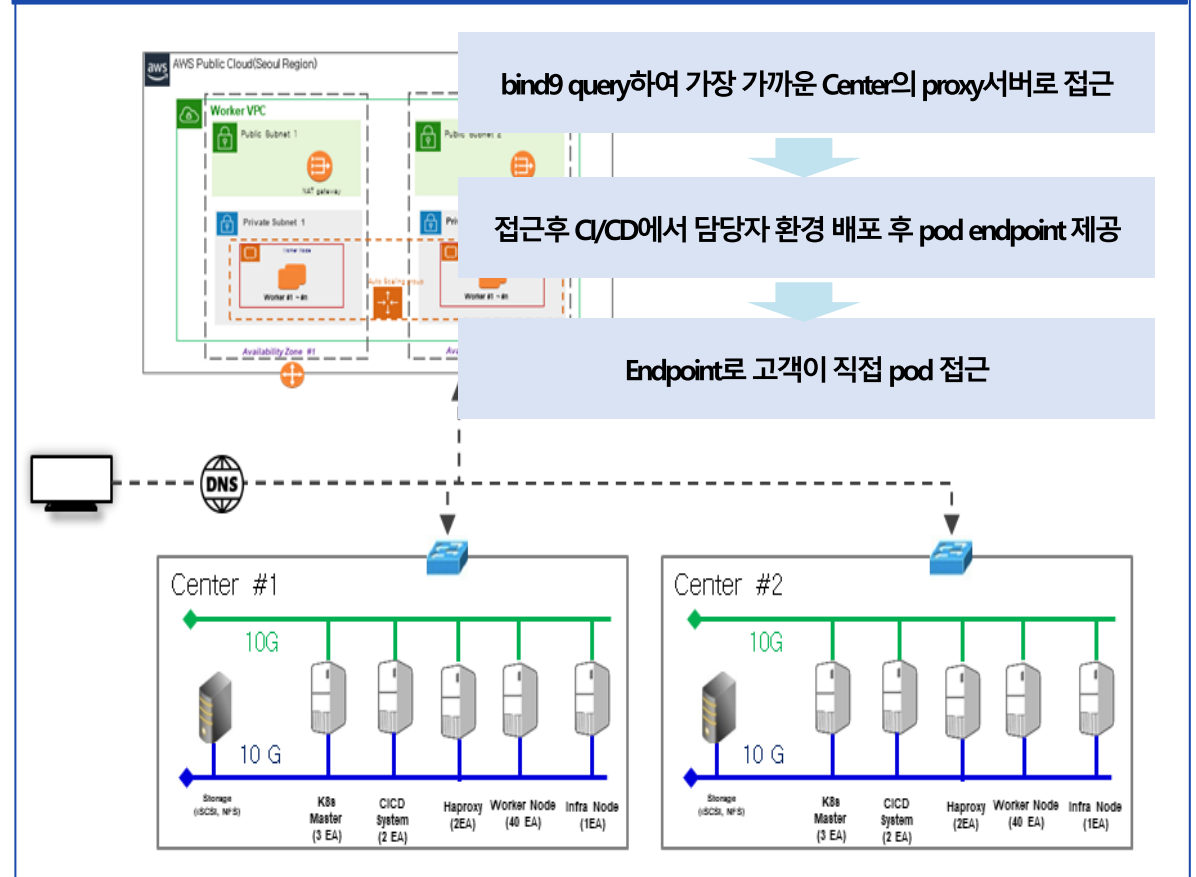 aws
AWS Public Cloud(Seoul Region)
bind9 query하여 가장 가까운 Center의 proxy서버로 접근
Worker VPC
Public Subnet 1
Public Subnet 2
NAT gateway
접근후 CI/CD에서 담당자 환경 배포 후 pod endpoint 제공
Private Subnet 1
Auto Scaling group
Worker #1 ~ #n
Worker #1 ~ #n
Availability Zone #1
Endpoint로 고객이 직접 pod 접근
DNS
Center #1
10G
10 G
Storage
(iSCSI, NFS)
K8s
Master
(3 EA)
CICD
System
(2 EA)
Haproxy
(2EA)
Worker Node
(40 EA)
Infra Node
(1EA)
Center #2
10G
10 G
Storage
(iSCSI, NFS)
K8s
Master
(3 EA)
CICD
System
(2 EA)
Haproxy
(2EA)
Worker Node
(40 EA)
Infra Node
(1EA)